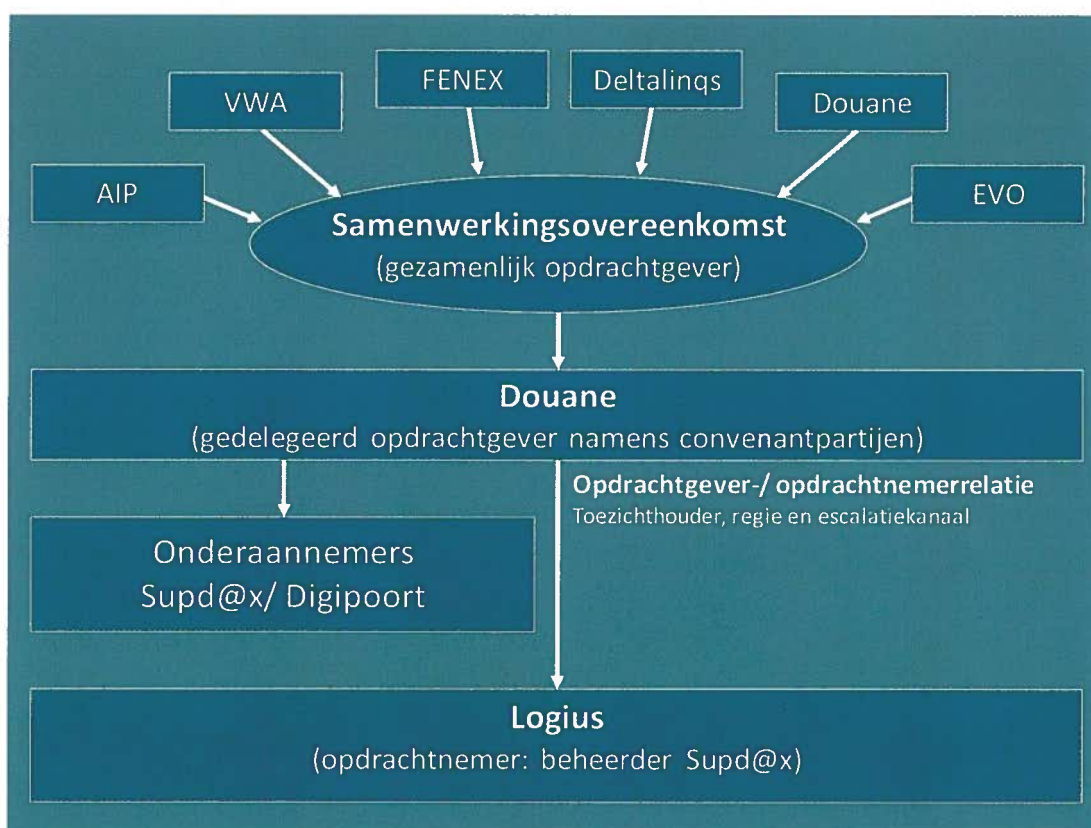 FENEX
Deltalinqs
VWA
Douane
AIP
EVO
Samenwerkingsovereenkomst
(gezamenlijk opdrachtgever)
Douane
(gedelegeerd opdrachtgever namens convenantpartijen)
Opdrachtgever-/ opdrachtnemerrelatie
Toezichthouder, regie en escalatiekanaal
Onderaannemers
Supd@x/ Digipoort
Logius
(opdrachtnemer: beheerder Supd@x)